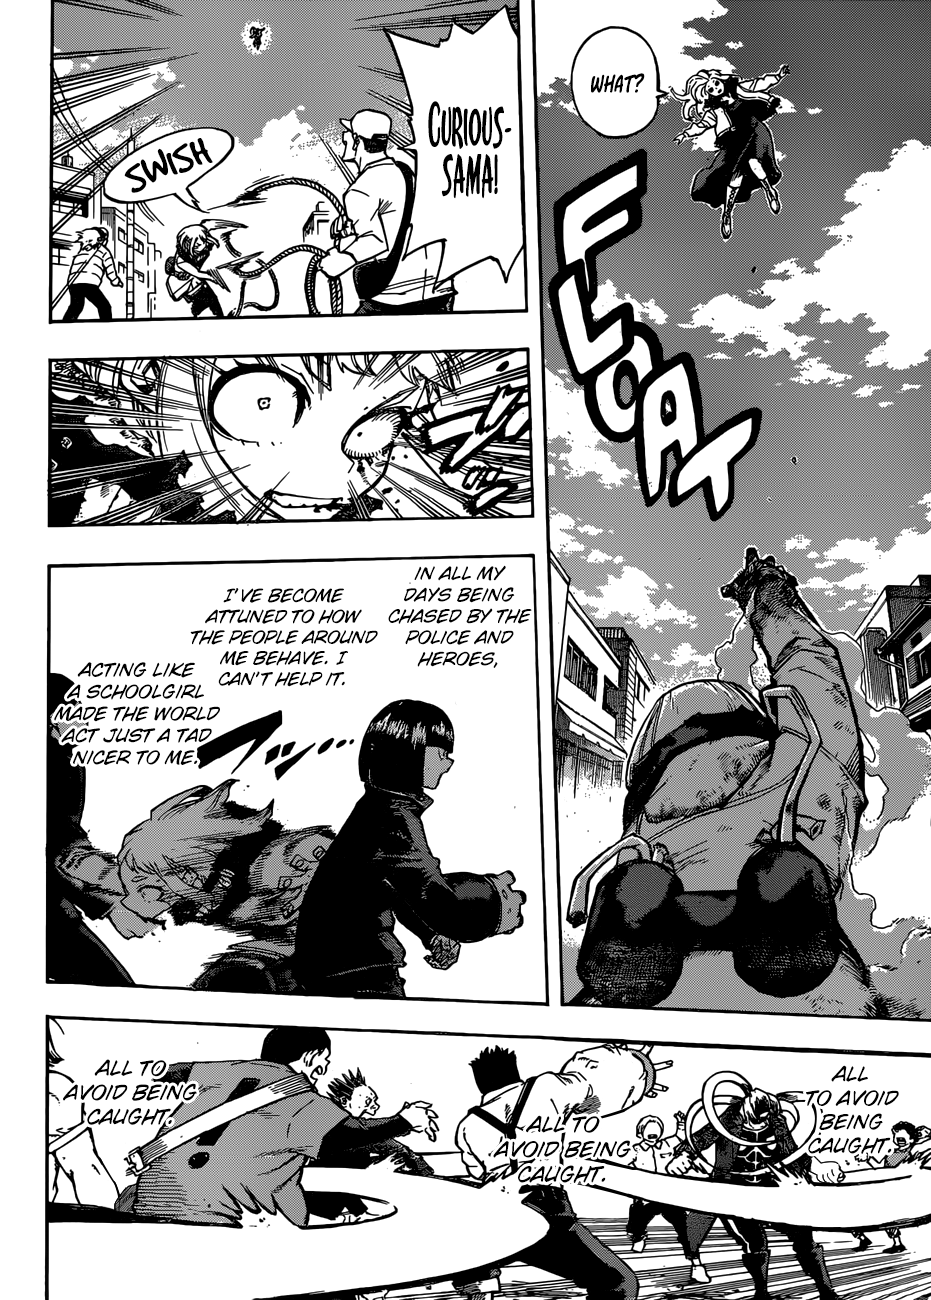 WHAT?
FLOAT
CURIOUS-
SAMA!
SWISH
IN ALL MY
DAYS BEING
CHASED BY THE
POLICE AND
HEROES,
I'VE BECOME
ATTUNED TO HOW
THE PEOPLE AROUND
ME BEHAVE. I
CAN'T HELP IT.
ACTING LIKE
A SCHOOLGIRL
MADE THE WORLD
ACT JUST A TAD
NICER TO ME.
ALL
TO AVOID
BEING
CAUGHT.
ALL TO
AVOID BEING
CAUGHT.
ALL TO
AVOID BEING
CAUGHT.